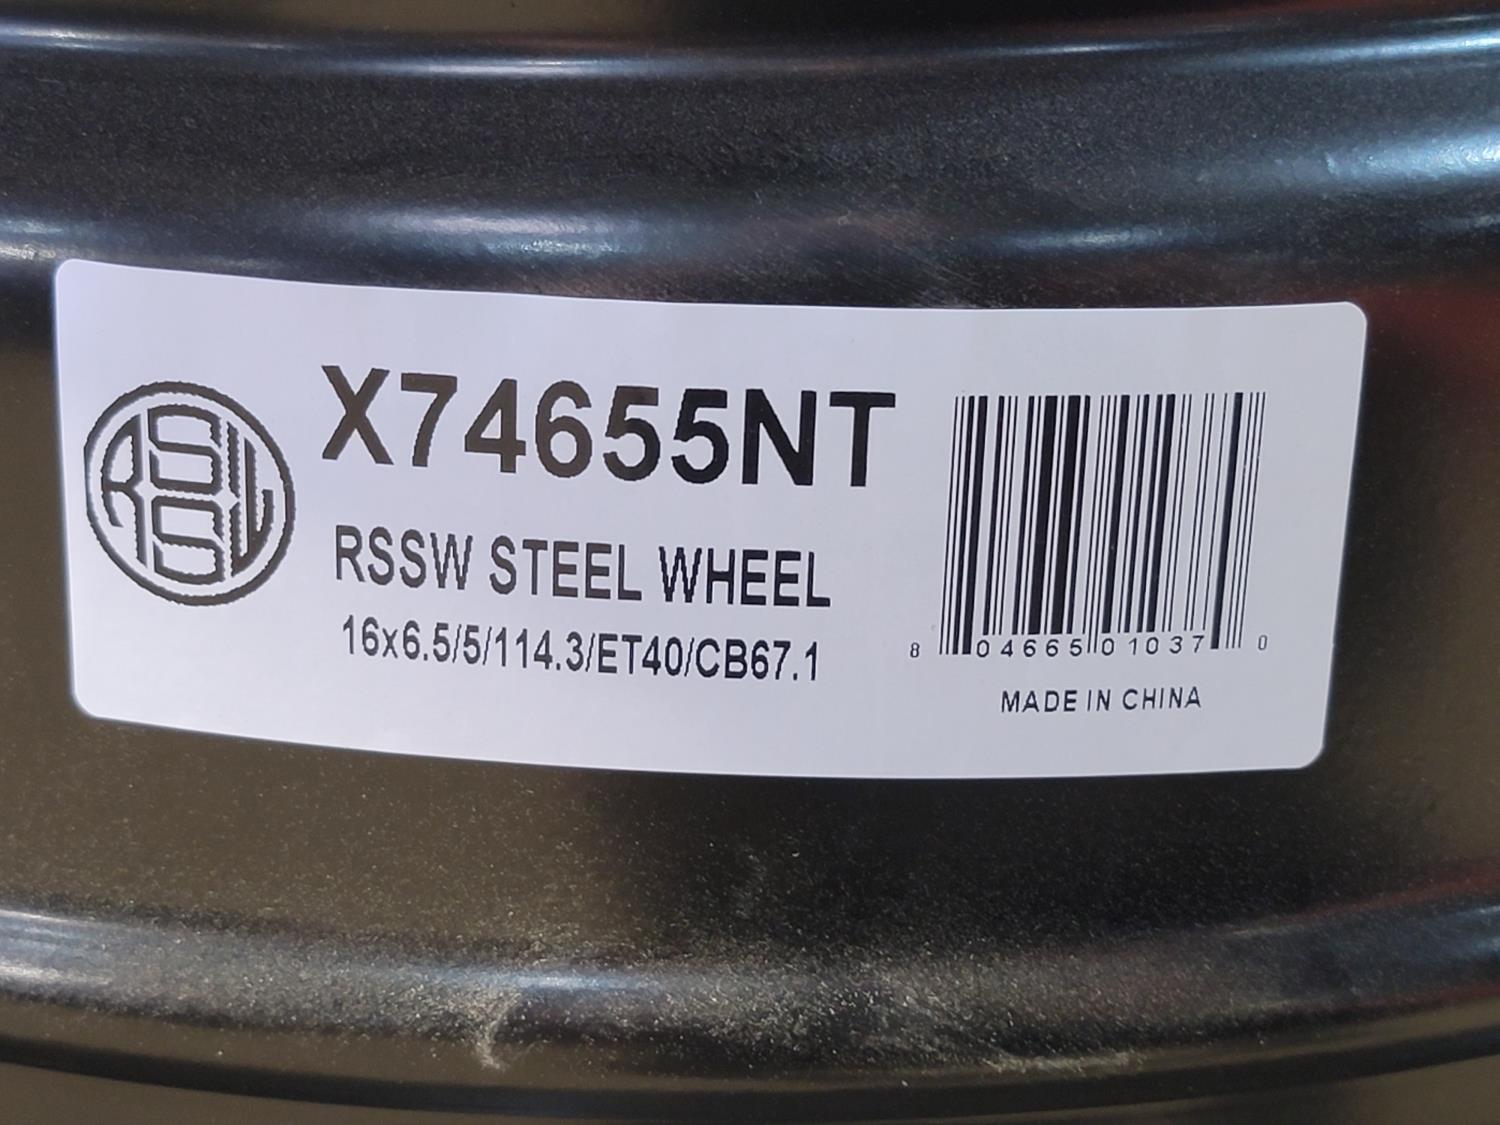 RSSW
X74655NT
RSSW STEEL WHEEL
16x6.5/5/114.3/ET40/CB67.1
8 04665 01037 0
MADE IN CHINA